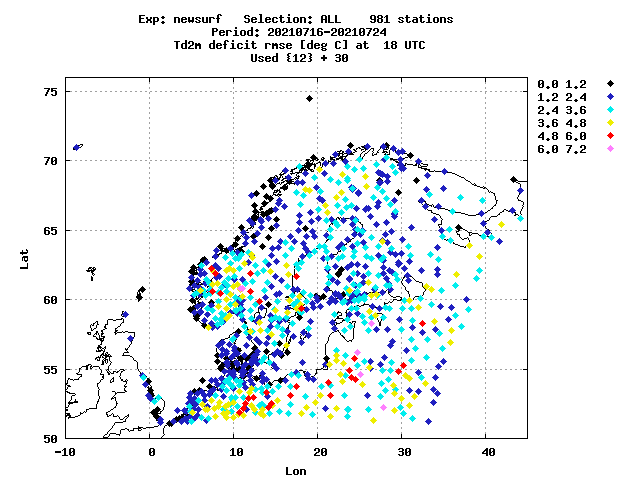 Exp: newsurf   Selection: ALL    981 stations
Period: 20210716-20210724
Td2m deficit rmse [deg C] at  18 UTC
Used {12} + 30
0.0 1.2
1.2 2.4
2.4 3.6
3.6 4.8
4.8 6.0
6.0 7.2
75
70
65
60
55
50
Lat
-10 0 10 20 30 40
Lon